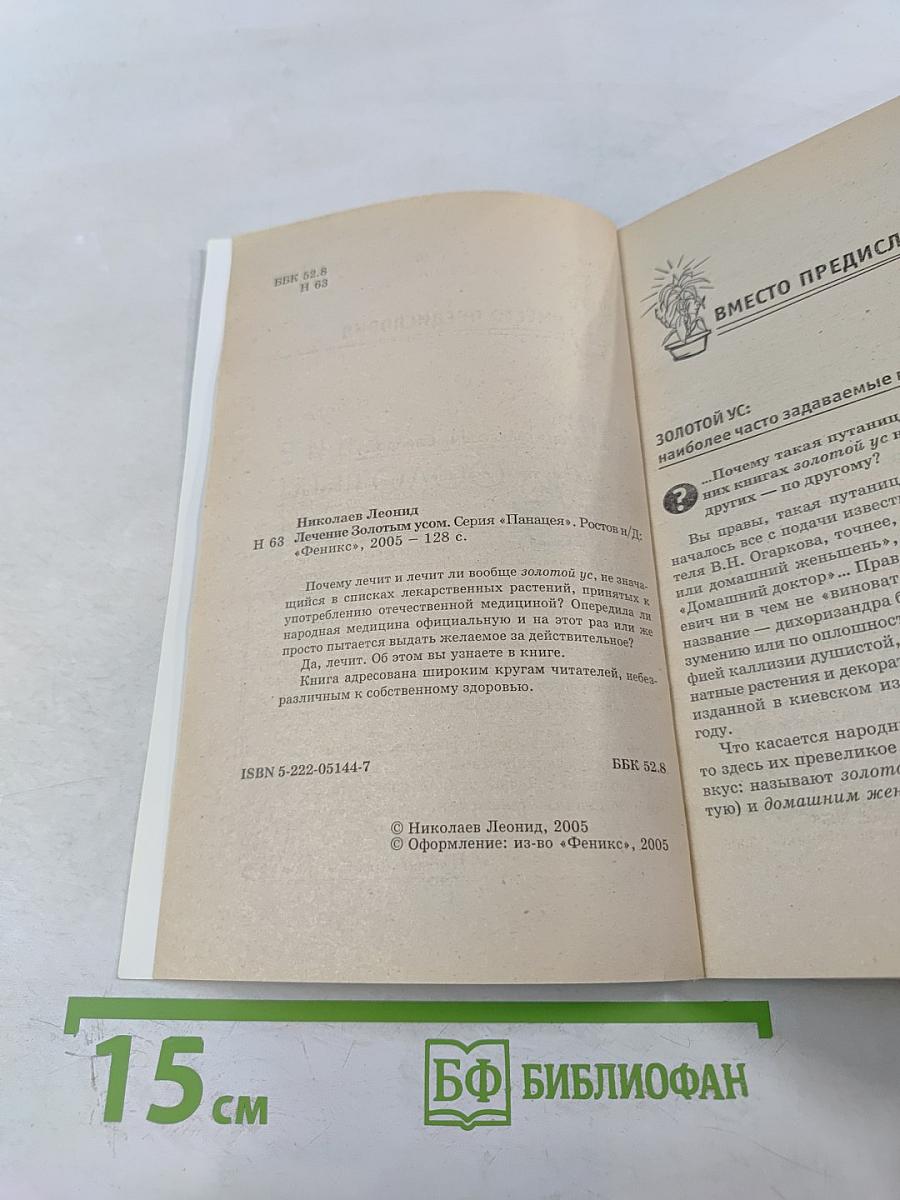 ББК 52.8
Н 63
Николаев Леонид
Н 63 Лечение Золотым усом. Серия «Панацея». Ростов н/Д:
«Феникс», 2005 – 128 с.
Почему лечит и лечит ли вообще золотой ус, не знача-
щийся в списках лекарственных растений, принятых к
употреблению отечественной медициной? Опередила ли
народная медицина официальную и на этот раз или же
просто пытается выдать желаемое за действительное?
Да, лечит. Об этом вы узнаете в книге.
Книга адресована широким кругам читателей, небез-
различным к собственному здоровью.
ISBN 5-222-05144-7 ББК 52.8
© Николаев Леонид, 2005
© Оформление: из-во «Феникс», 2005
ВМЕСТО ПРЕДИСЛ
ЗОЛОТОЙ УС:
наиболее часто задаваемые
? ...Почему такая путаниц
них книгах золотой ус н
других — по другому?
Вы правы, такая путаниц
началось все с подачи извест
теля В.Н. Огаркова, точнее,
или домашний женьшень»,
«Домашний доктор»... Прав
евич ни в чем не «виноват
название — дихоризандра б
зумению или по оплошност
фией каллизии душистой,
натные растения и декорат
изданной в киевском из
году.
Что касается народн
то здесь их превеликое
вкус: называют золото
тую) и домашним жен
15 см
БФ БИБЛИОФАН